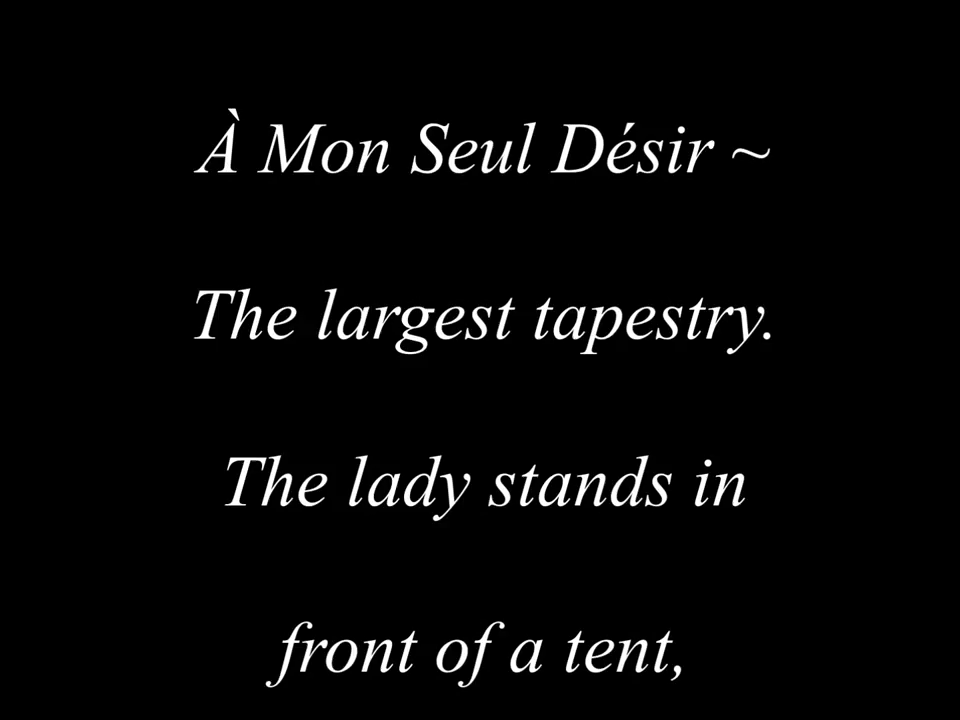 À Mon Seul Désir ~
The largest tapestry.
The lady stands in
front of a tent,